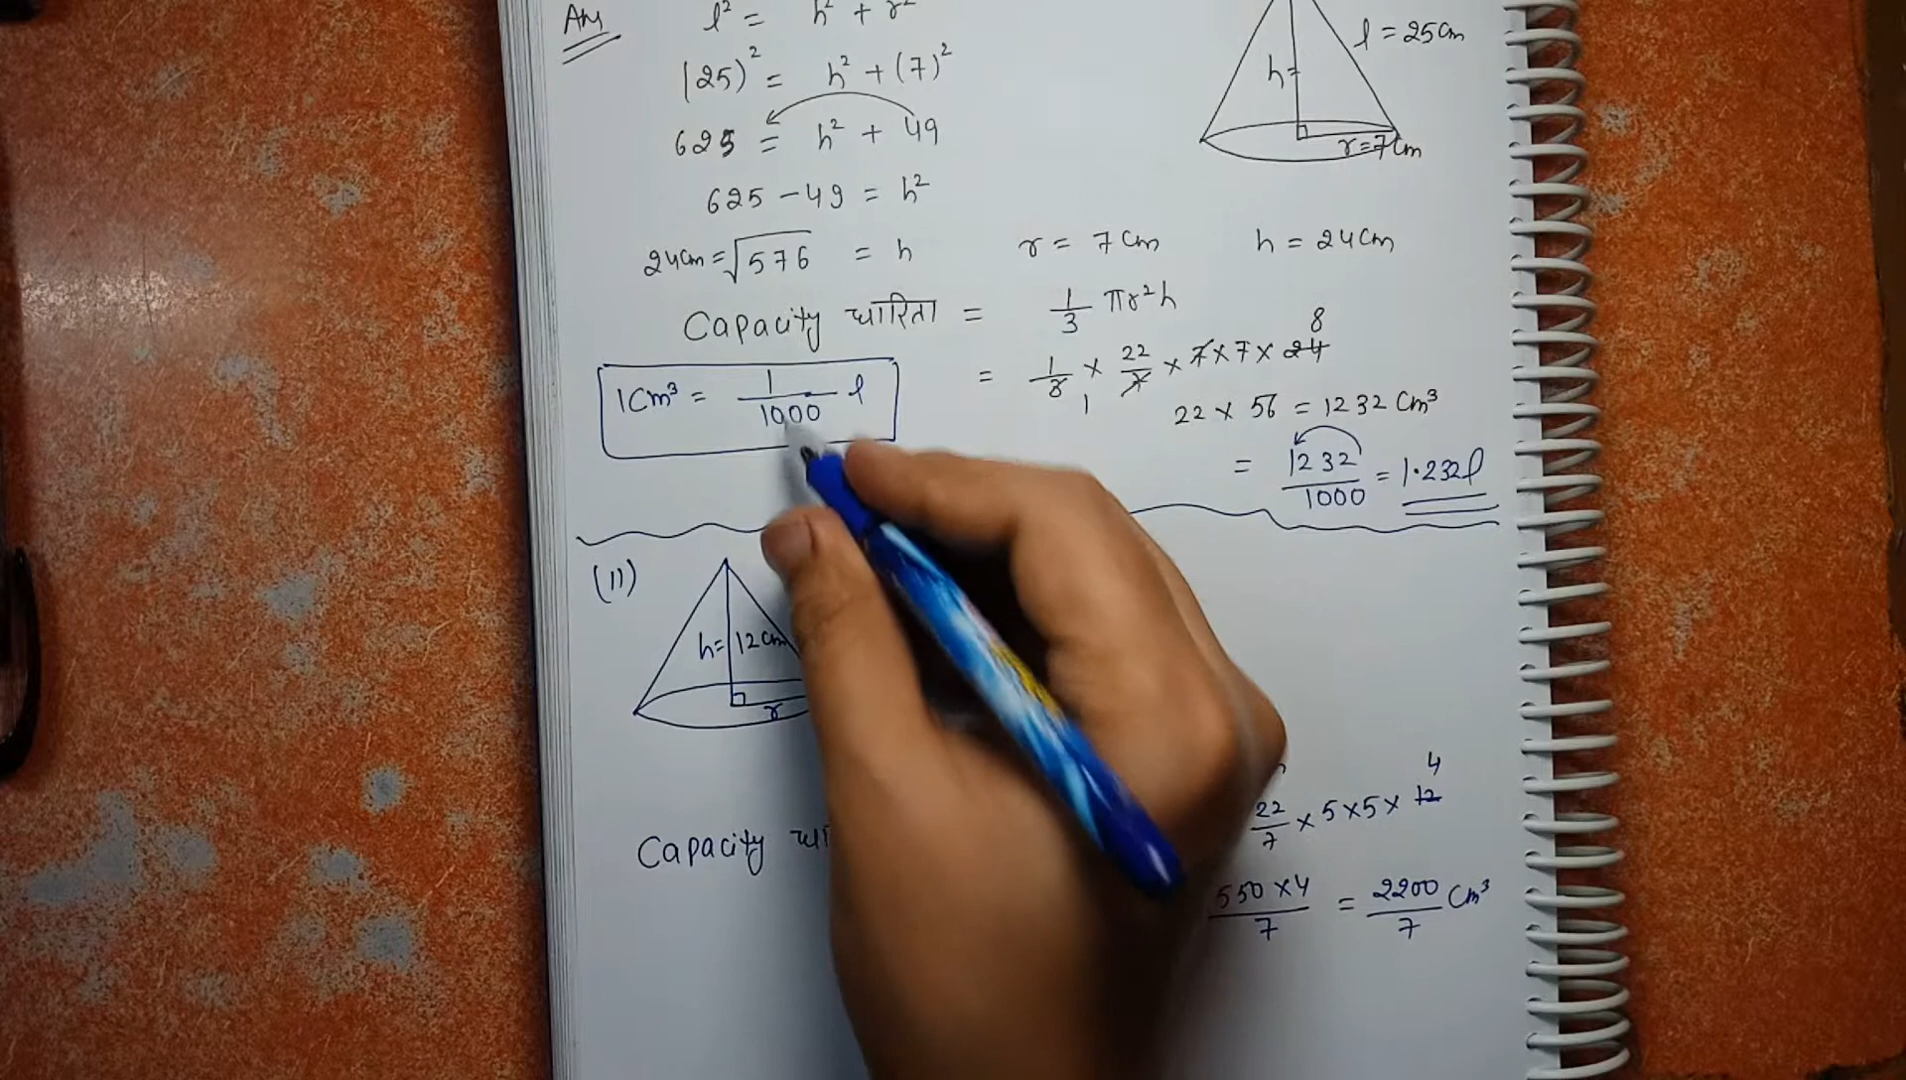 Ans
l² = h² + r²
(25)² = h² + (7)²
625 = h² + 49
625 - 49 = h²
24cm = √576 = h
l = 25cm
h =
r = 7cm
r = 7cm h = 24cm
Capacity धारिता = 1/3 πr²h
= 1/3 × 22/7 × 7 × 7 × 24
8
1
1cm³ = 1/1000 l
22 × 56 = 1232 cm³
= 1232/1000 = 1.232l
(II)
h = 12cm
r
Capacity
22/7 × 5 × 5 × 12
4
550 × 4/7 = 2200/7 cm³